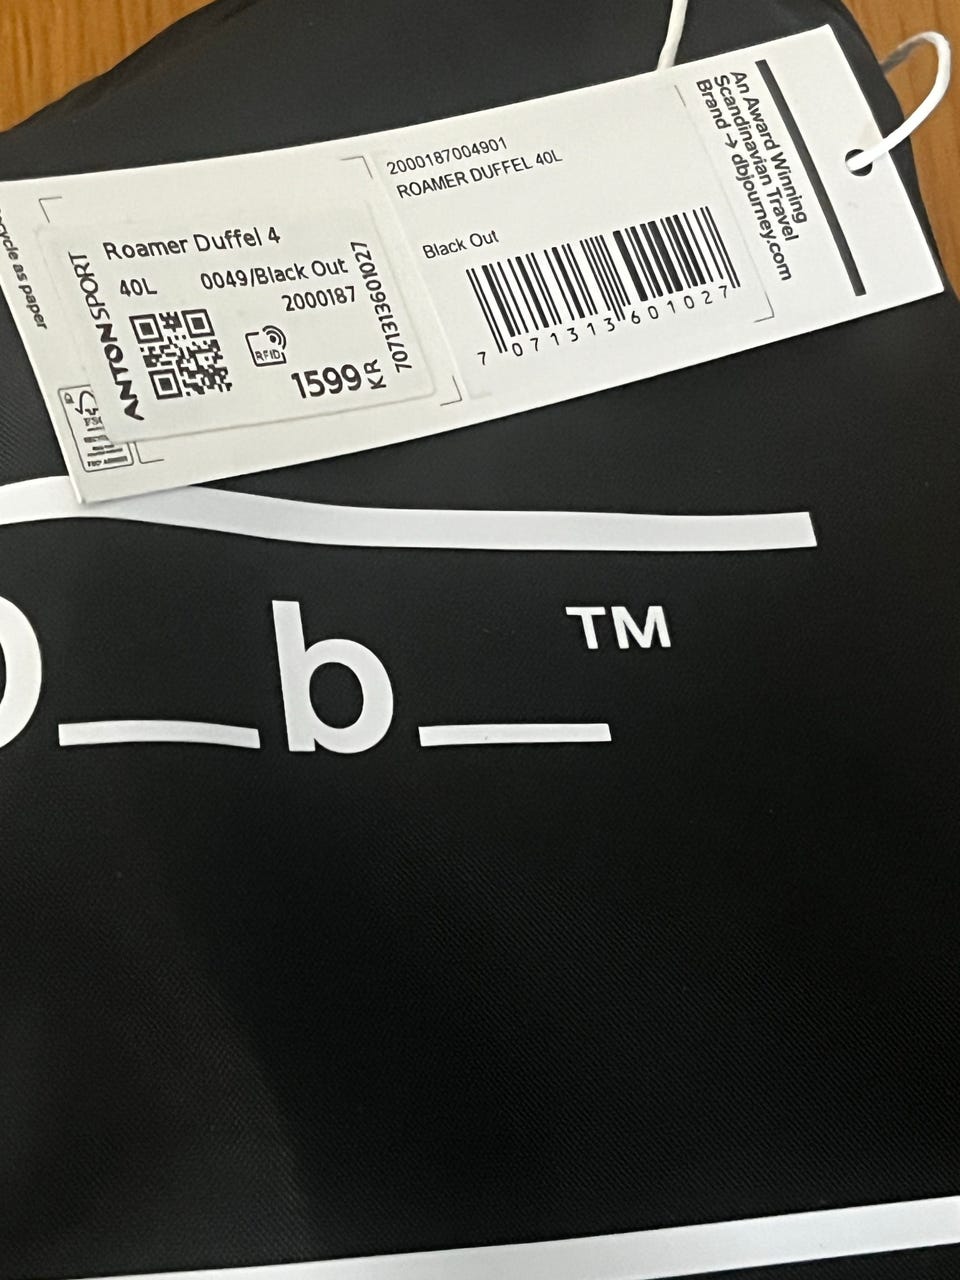 2000187004901
ROAMER DUFFEL 40L
Black Out
7 071313 601027
An Award Winning
Scandinavian Travel
Brand → dbjourney.com
Roamer Duffel 4
40L 0049/Black Out
2000187
RFID
1599 KR
7071313601027
ANTON SPORT
as paper
b
TM